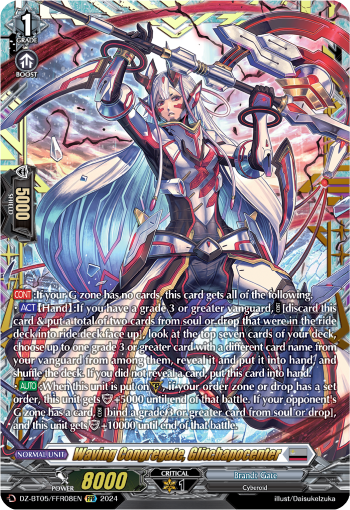 1
GRADE
BOOST
5000
SHIELD
CONT:If your G zone has no cards, this card gets all of the following.
・ACT【Hand】:If you have a grade 3 or greater vanguard, COST[discard this
card & put a total of two cards from soul or drop that were in the ride
deck into ride deck face up], look at the top seven cards of your deck,
choose up to one grade 3 or greater card with a different card name from
your vanguard from among them, reveal it and put it into hand, and
shuffle the deck. If you did not reveal a card, put this card into hand.
・AUTO:When this unit is put on , if your order zone or drop has a set
order, this unit gets +5000 until end of that battle. If your opponent's
G zone has a card, COST[bind a grade 3 or greater card from soul or drop],
and this unit gets +10000 until end of that battle.
NORMAL UNIT
Waving Congregate, Glitchapocenter
POWER 8000
CRITICAL
1
Brandt Gate
Cyberoid
DZ-BT05/FFR08EN FFR 2024
illust/DaisukeIzuka